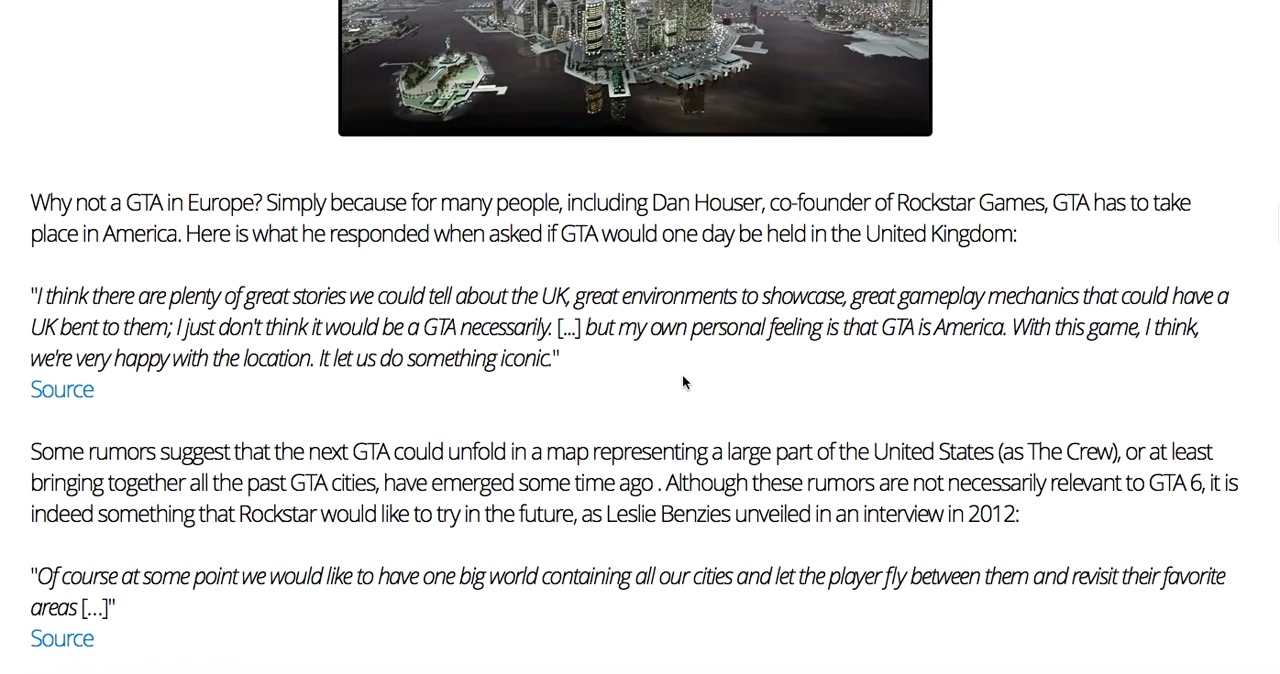 Why not a GTA in Europe? Simply because for many people, including Dan Houser, co-founder of Rockstar Games, GTA has to take
place in America. Here is what he responded when asked if GTA would one day be held in the United Kingdom:
"I think there are plenty of great stories we could tell about the UK, great environments to showcase, great gameplay mechanics that could have a
UK bent to them; I just don't think it would be a GTA necessarily. [...] but my own personal feeling is that GTA is America. With this game, I think,
we're very happy with the location. It let us do something iconic."
Source
Some rumors suggest that the next GTA could unfold in a map representing a large part of the United States (as The Crew), or at least
bringing together all the past GTA cities, have emerged some time ago . Although these rumors are not necessarily relevant to GTA 6, it is
indeed something that Rockstar would like to try in the future, as Leslie Benzies unveiled in an interview in 2012:
"Of course at some point we would like to have one big world containing all our cities and let the player fly between them and revisit their favorite
areas [...]"
Source